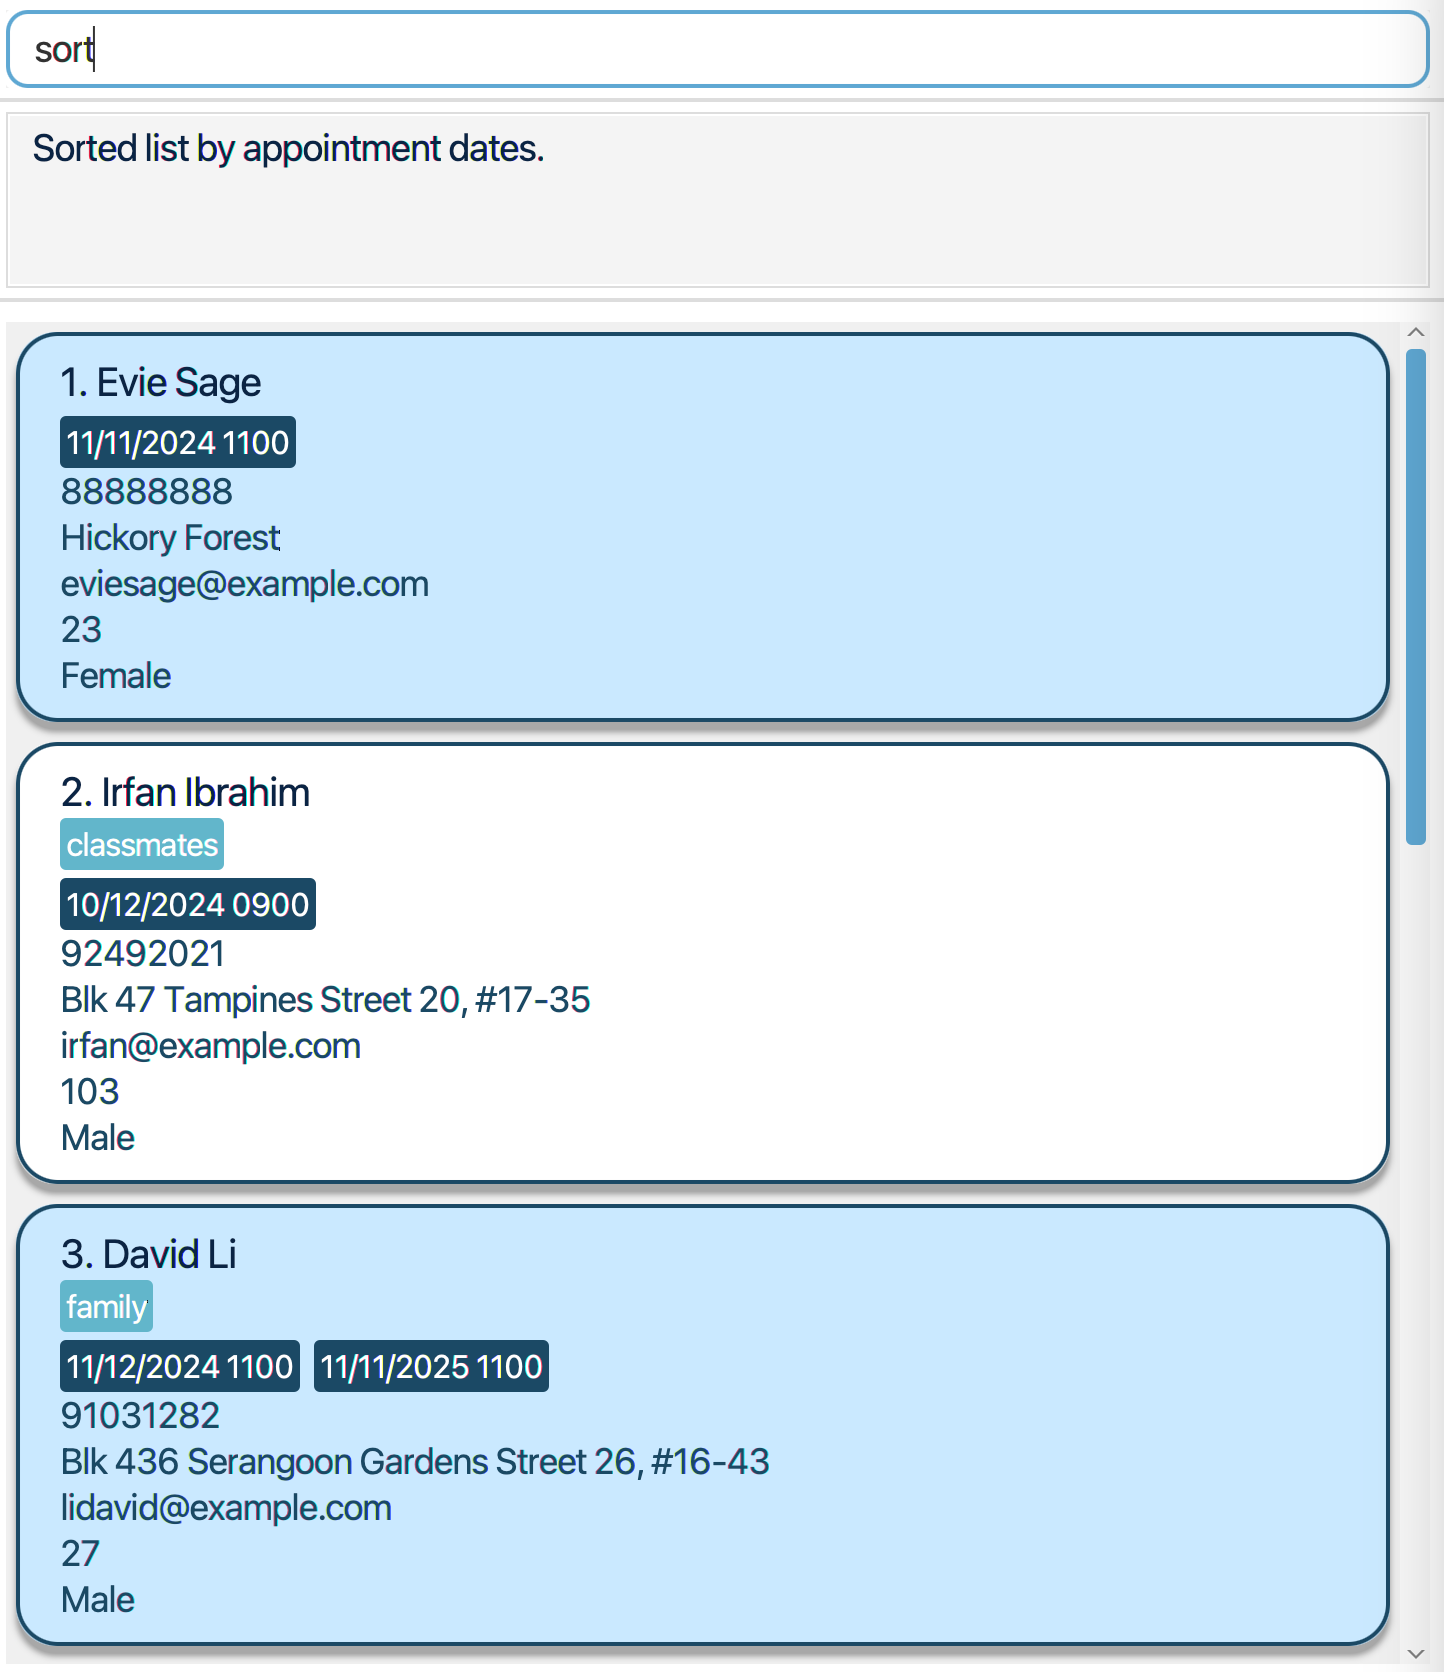 sort
Sorted list by appointment dates.
1. Evie Sage
11/11/2024 1100
88888888
Hickory Forest
eviesage@example.com
23
Female
2. Irfan Ibrahim
classmates
10/12/2024 0900
92492021
Blk 47 Tampines Street 20, #17-35
irfan@example.com
103
Male
3. David Li
family
11/12/2024 1100 11/11/2025 1100
91031282
Blk 436 Serangoon Gardens Street 26, #16-43
lidavid@example.com
27
Male